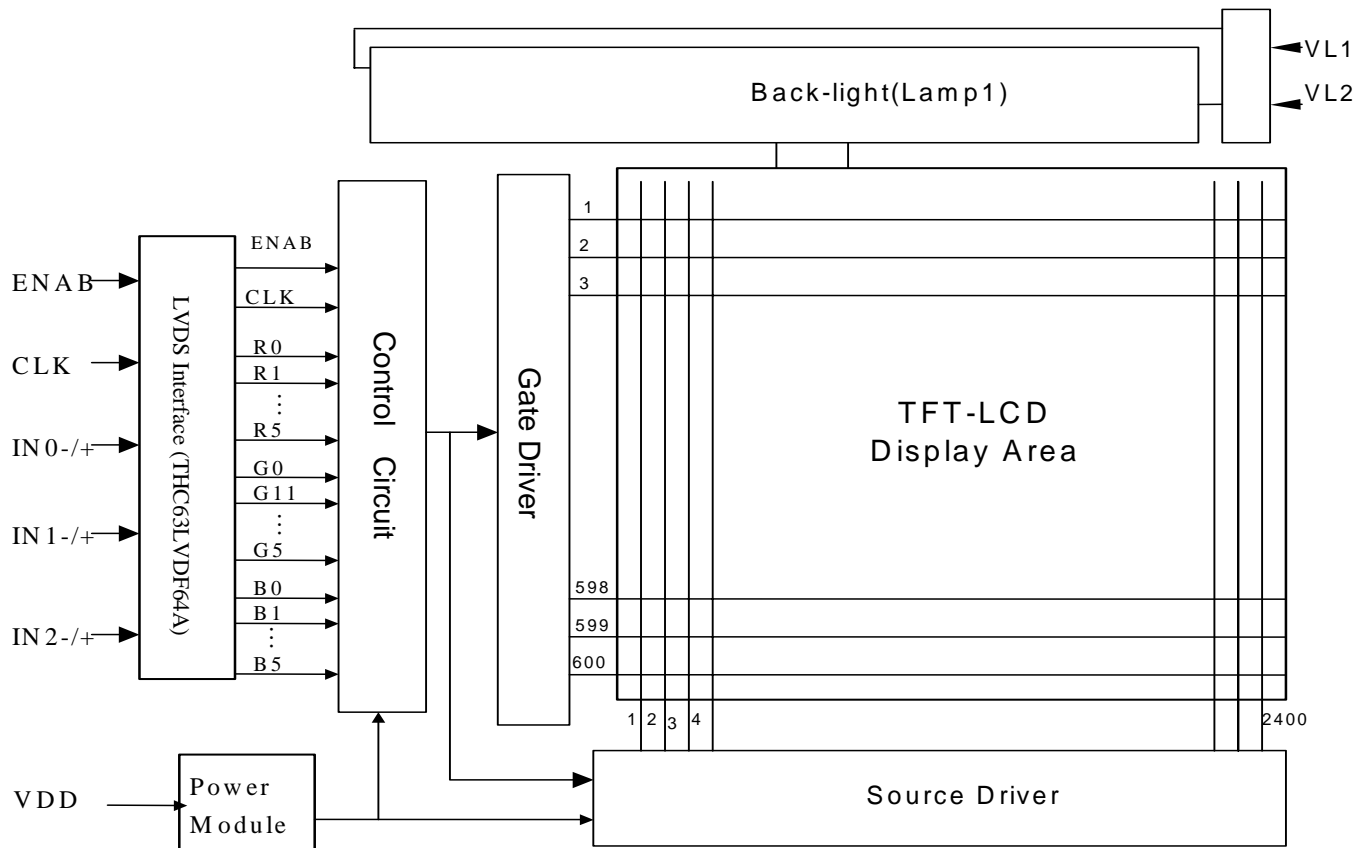 VL1
Back-light(Lamp1)
VL2
ENAB
CLK
IN0-/+
IN1-/+
IN2-/+
LVDS Interface (THC63LVDF64A)
ENAB
CLK
R0
R1
...
R5
G0
G11
...
G5
B0
B1
...
B5
Control Circuit
Gate Driver
1
2
3
598
599
600
TFT-LCD
Display Area
1 2 3 4 2400
VDD
Power
Module
Source Driver